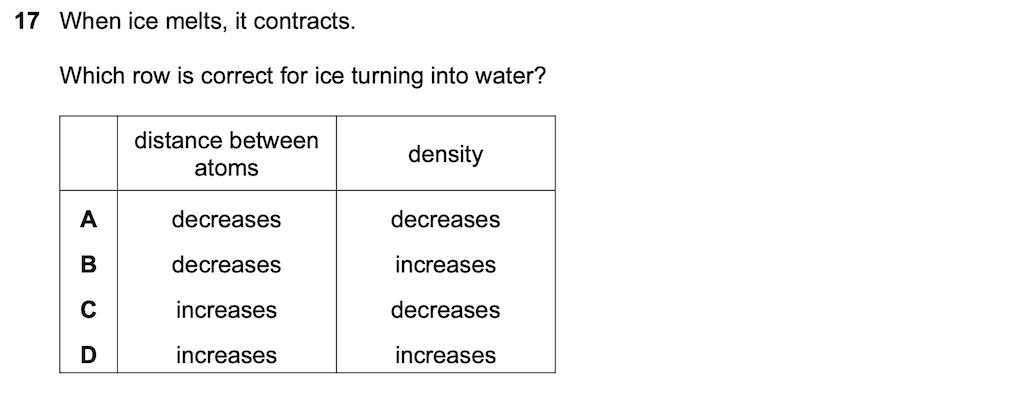 17 When ice melts, it contracts.
Which row is correct for ice turning into water?
distance between
atoms
density
A decreases decreases
B decreases increases
C increases decreases
D increases increases